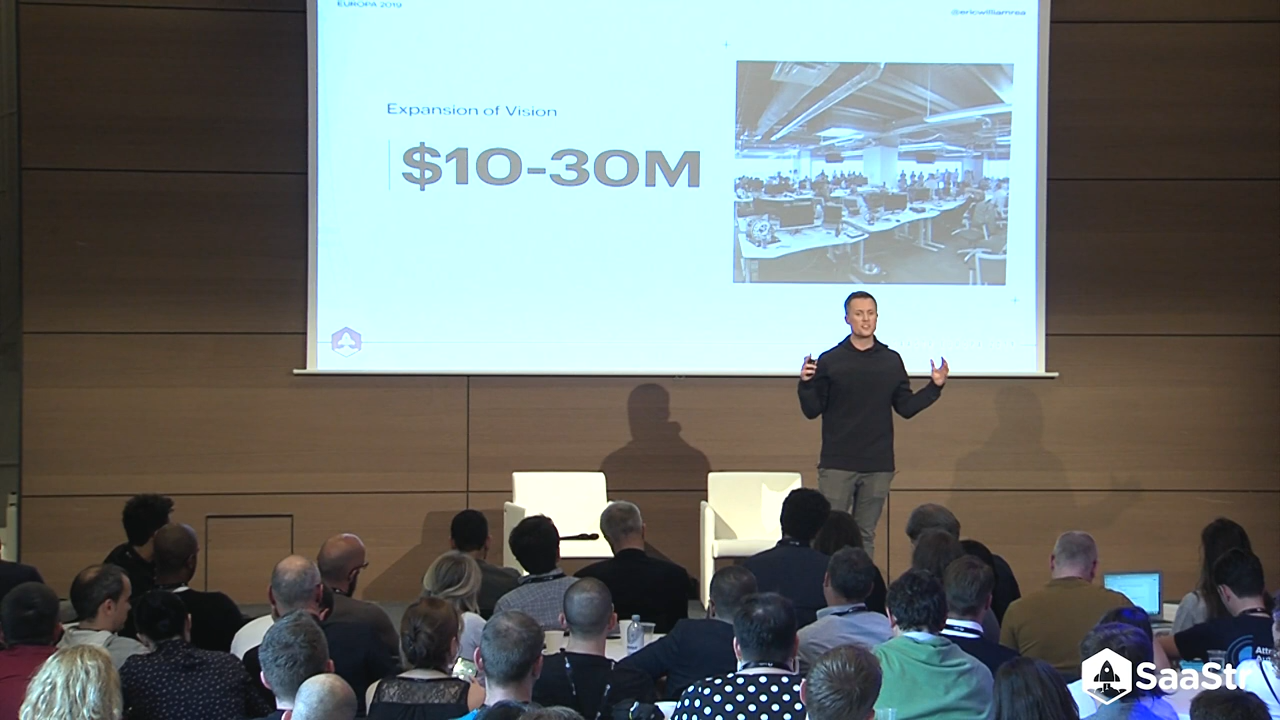 EUROPA 2019
@ericwilliamrea
Expansion of Vision
$10-30M
SaaStr